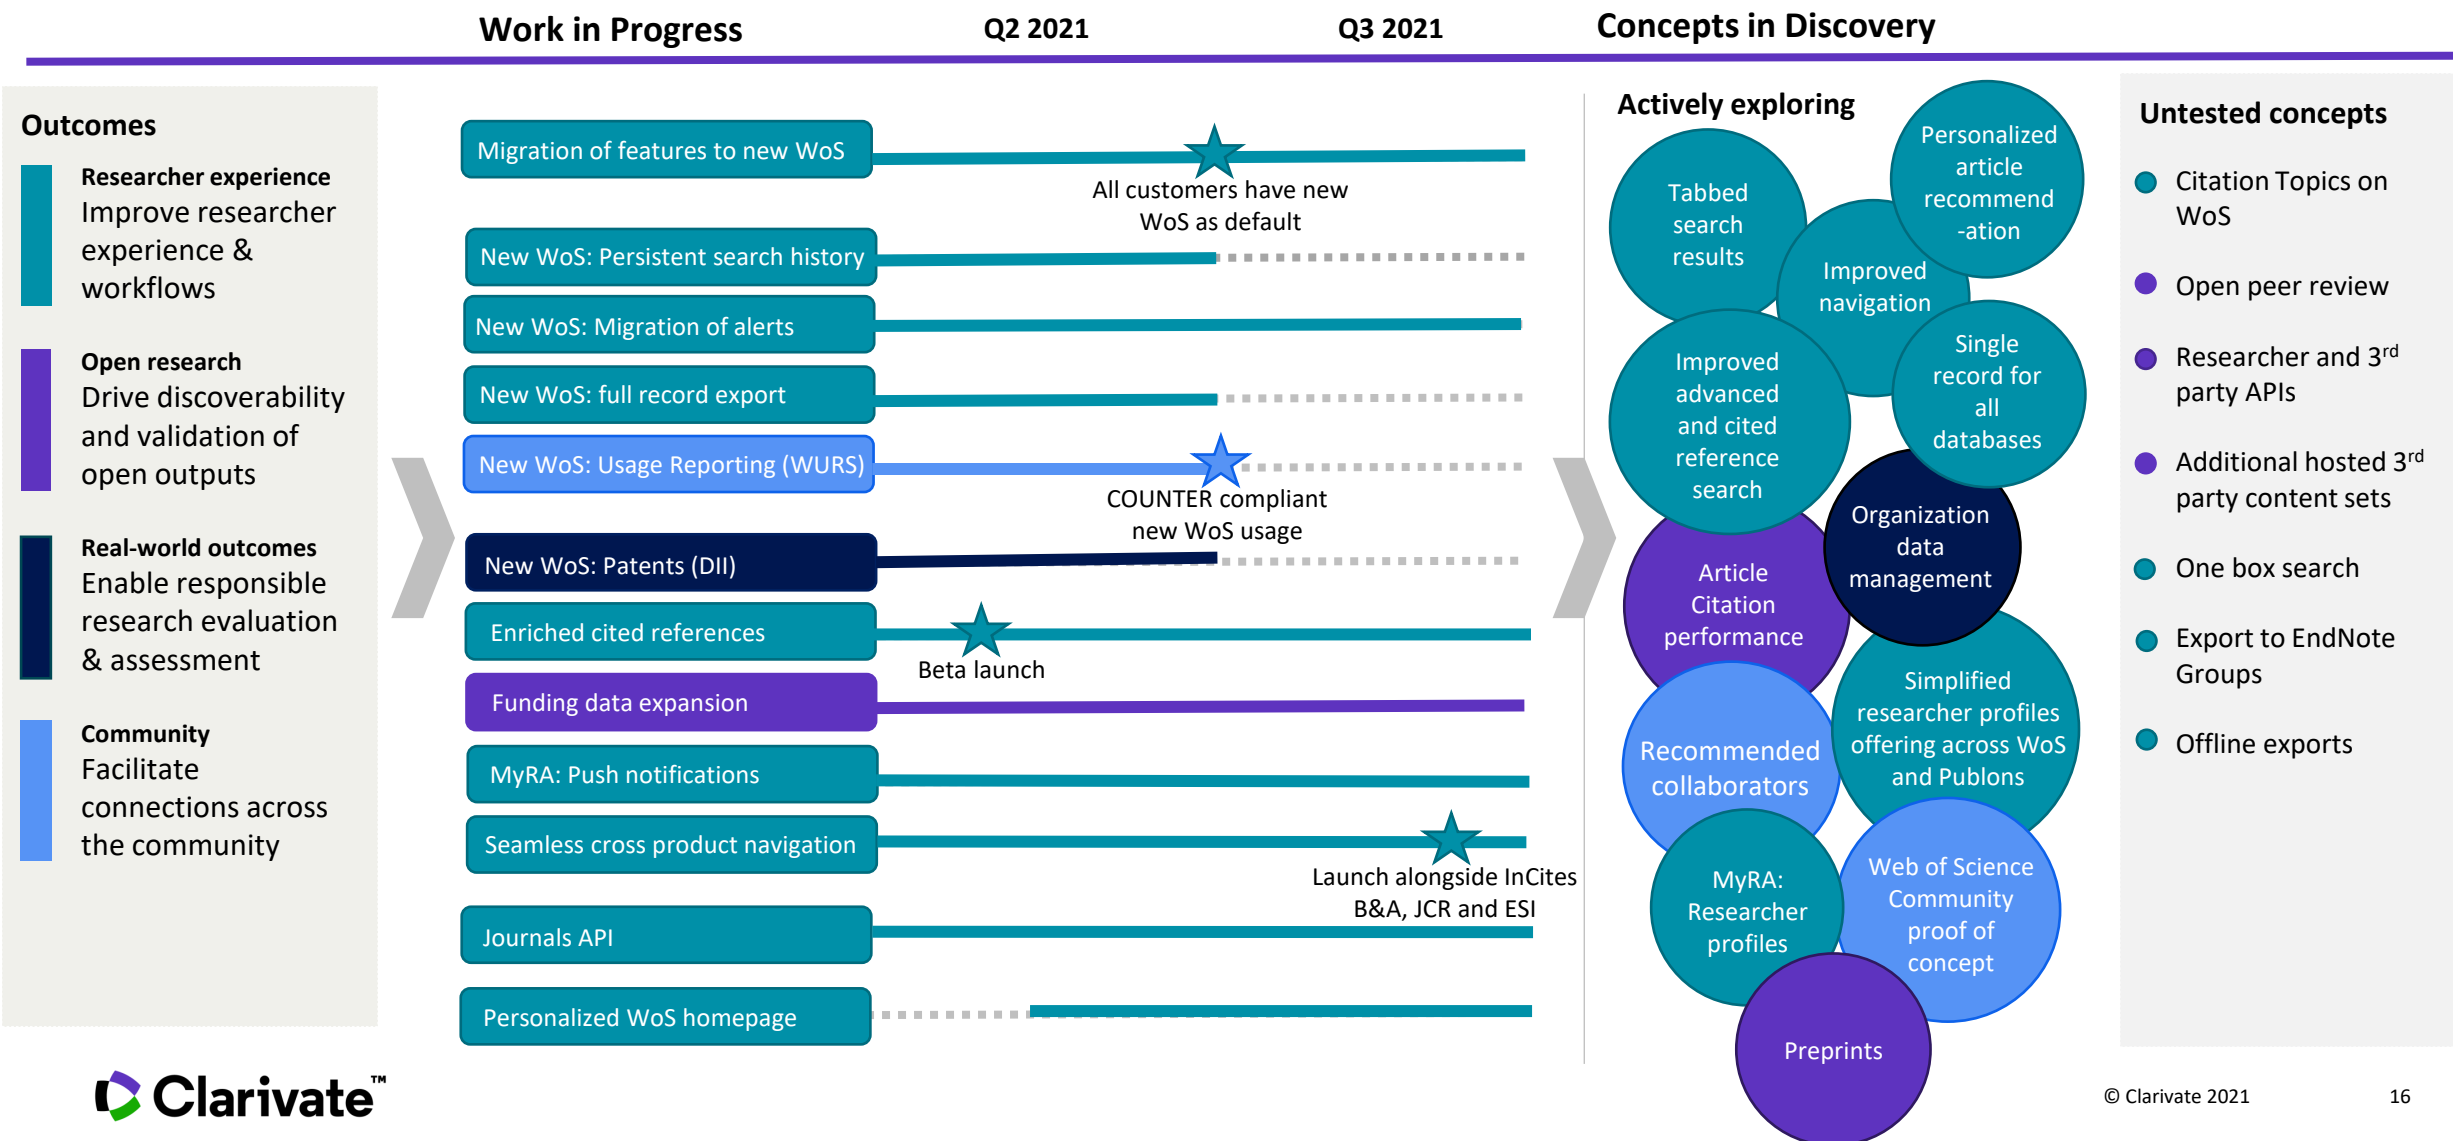 Work in Progress
Q2 2021
Q3 2021
Concepts in Discovery
Outcomes
Researcher experience
Improve researcher
experience &
workflows
Open research
Drive discoverability
and validation of
open outputs
Real-world outcomes
Enable responsible
research evaluation
& assessment
Community
Facilitate
connections across
the community
Migration of features to new WoS
All customers have new
WoS as default
New WoS: Persistent search history
New WoS: Migration of alerts
New WoS: full record export
New WoS: Usage Reporting (WURS)
COUNTER compliant
new WoS usage
New WoS: Patents (DII)
Enriched cited references
Beta launch
Funding data expansion
MyRA: Push notifications
Seamless cross product navigation
Launch alongside InCites
B&A, JCR and ESI
Journals API
Personalized WoS homepage
Actively exploring
Personalized
article
recommend
-ation
Tabbed
search
results
Improved
navigation
Single
record for
all
databases
Improved
advanced
and cited
reference
search
Organization
data
management
Article
Citation
performance
Simplified
researcher profiles
offering across WoS
and Publons
Recommended
collaborators
Web of Science
Community
proof of
concept
MyRA:
Researcher
profiles
Preprints
Untested concepts
Citation Topics on
WoS
Open peer review
Researcher and 3rd
party APIs
Additional hosted 3rd
party content sets
One box search
Export to EndNote
Groups
Offline exports
Clarivate™
© Clarivate 2021
16